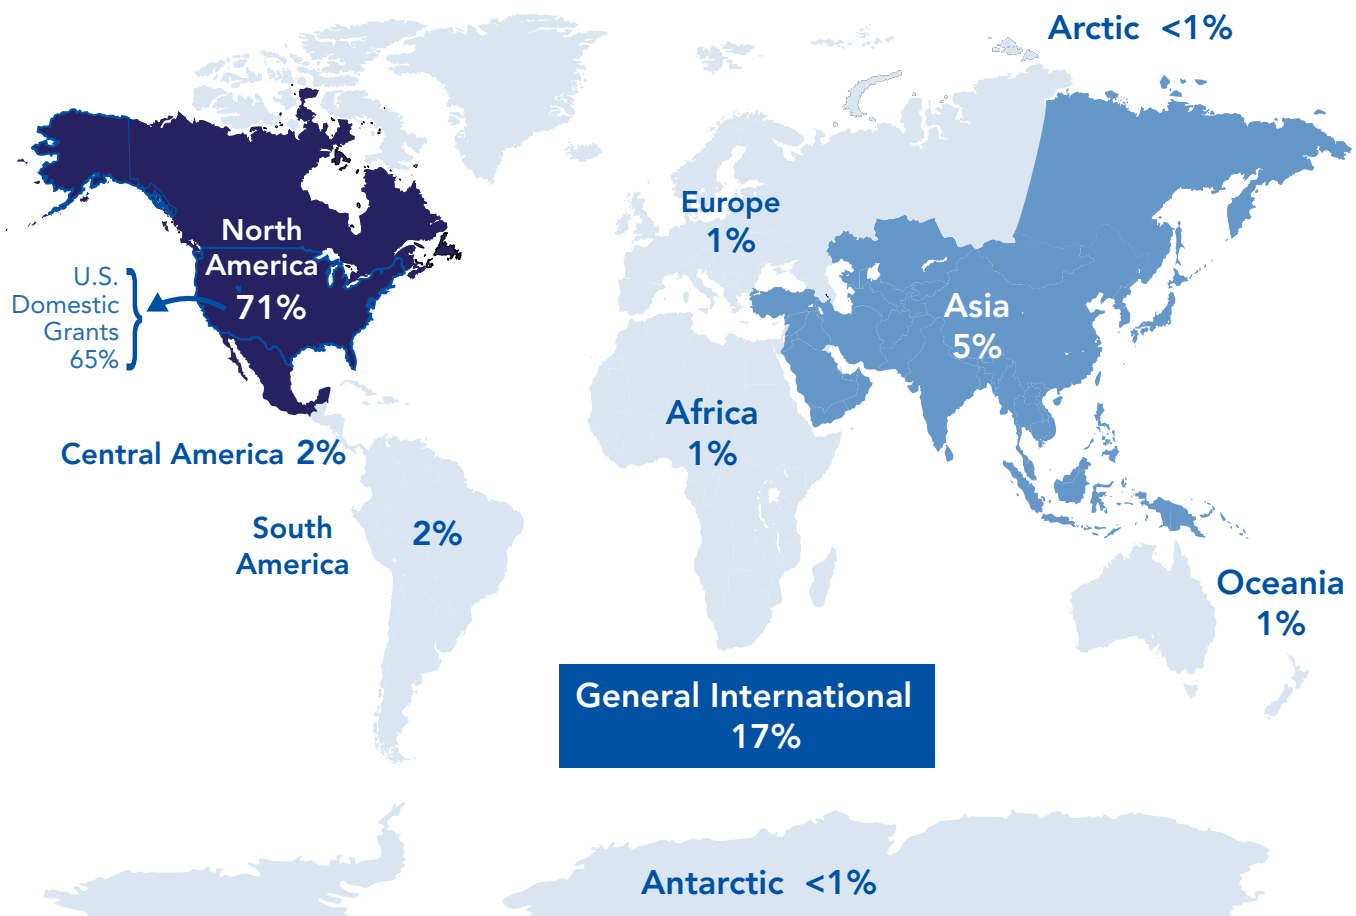 Arctic <1%
Europe
1%
North
America
71%
U.S.
Domestic
Grants
65%
Asia
5%
Africa
1%
Central America 2%
South
America
2%
Oceania
1%
General International
17%
Antarctic <1%